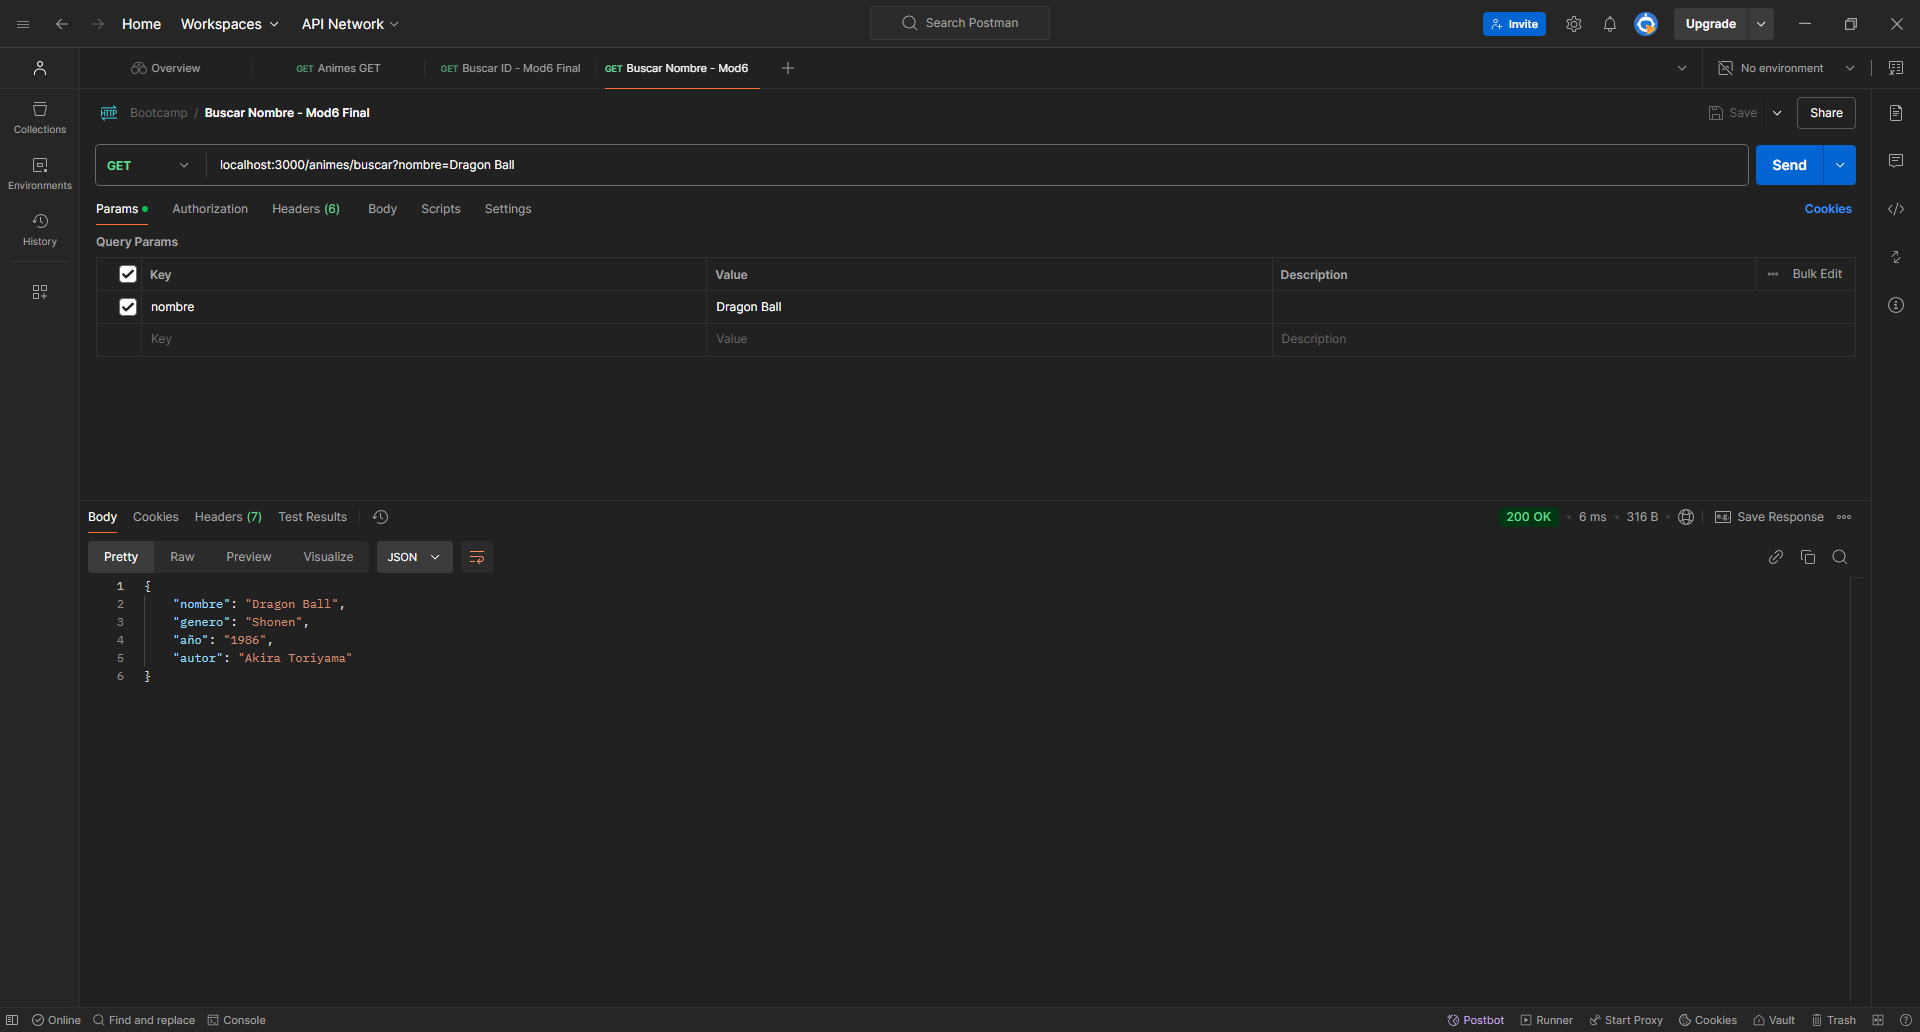 Home Workspaces API Network Search Postman Invite Upgrade
Overview GET Animes GET GET Buscar ID - Mod6 Final GET Buscar Nombre - Mod6 No environment
Collections
Environments
History
HTTP Bootcamp / Buscar Nombre - Mod6 Final Save Share
GET localhost:3000/animes/buscar?nombre=Dragon Ball Send
Params Authorization Headers (6) Body Scripts Settings Cookies
Query Params
Key Value Description Bulk Edit
nombre Dragon Ball
Key Value Description
Body Cookies Headers (7) Test Results 200 OK 6 ms 316 B e.g. Save Response
Pretty Raw Preview Visualize JSON
1 {
2 "nombre": "Dragon Ball",
3 "genero": "Shonen",
4 "año": "1986",
5 "autor": "Akira Toriyama"
6 }
Online Find and replace Console Postbot Runner Start Proxy Cookies Vault Trash